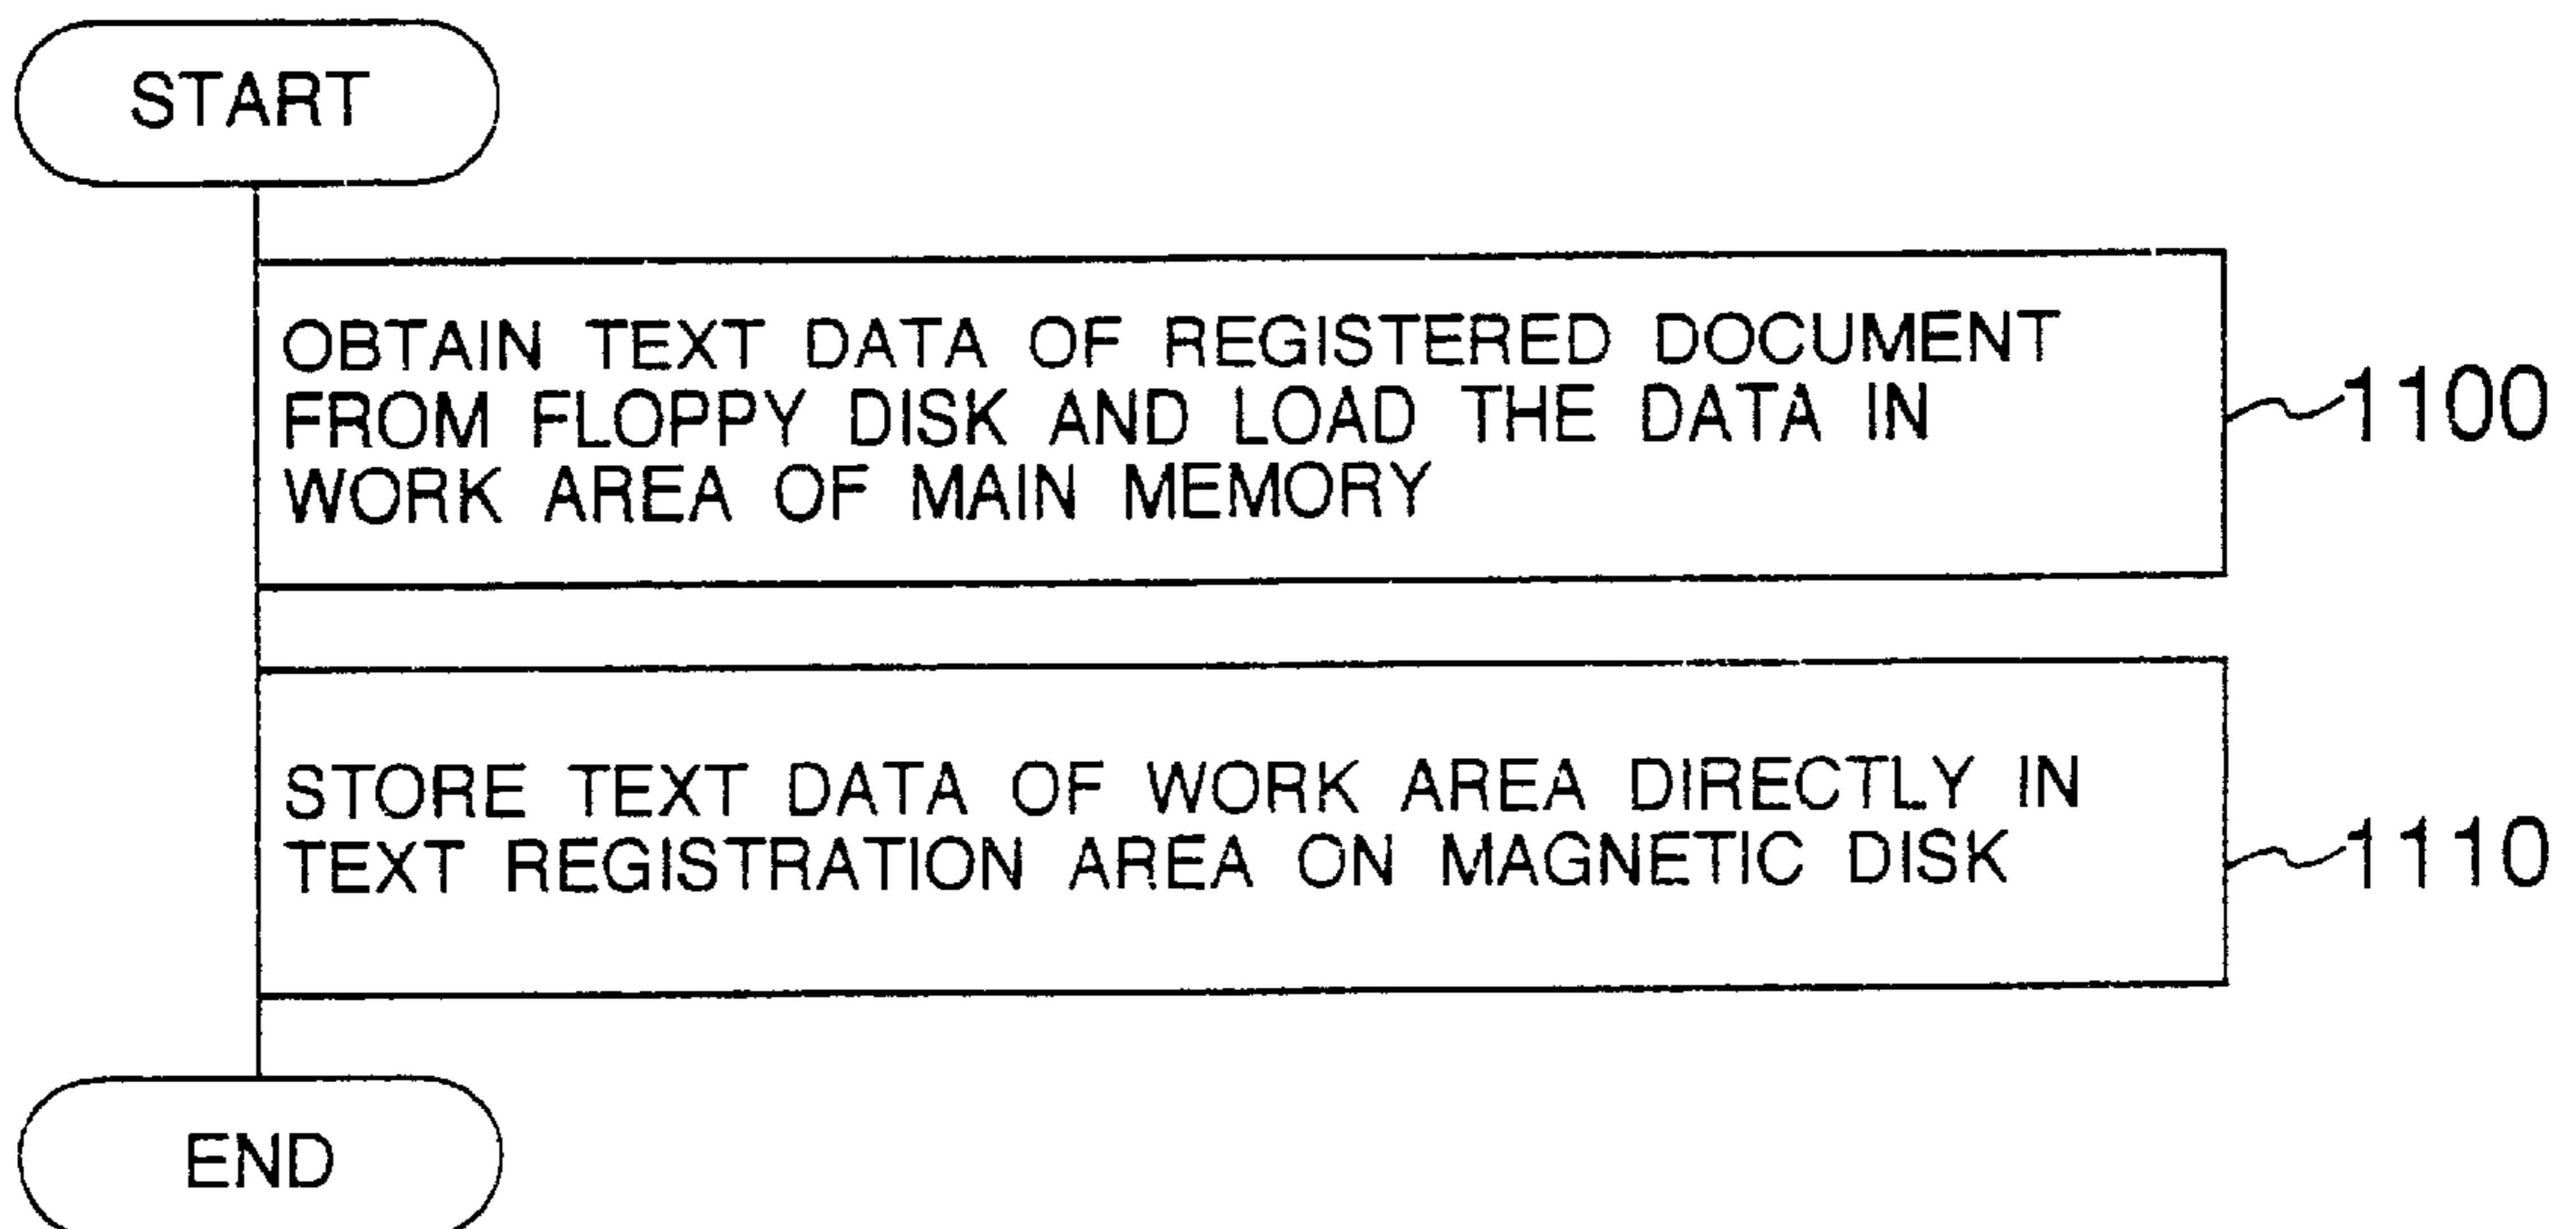 START
OBTAIN TEXT DATA OF REGISTERED DOCUMENT
FROM FLOPPY DISK AND LOAD THE DATA IN
WORK AREA OF MAIN MEMORY
1100
STORE TEXT DATA OF WORK AREA DIRECTLY IN
TEXT REGISTRATION AREA ON MAGNETIC DISK
1110
END